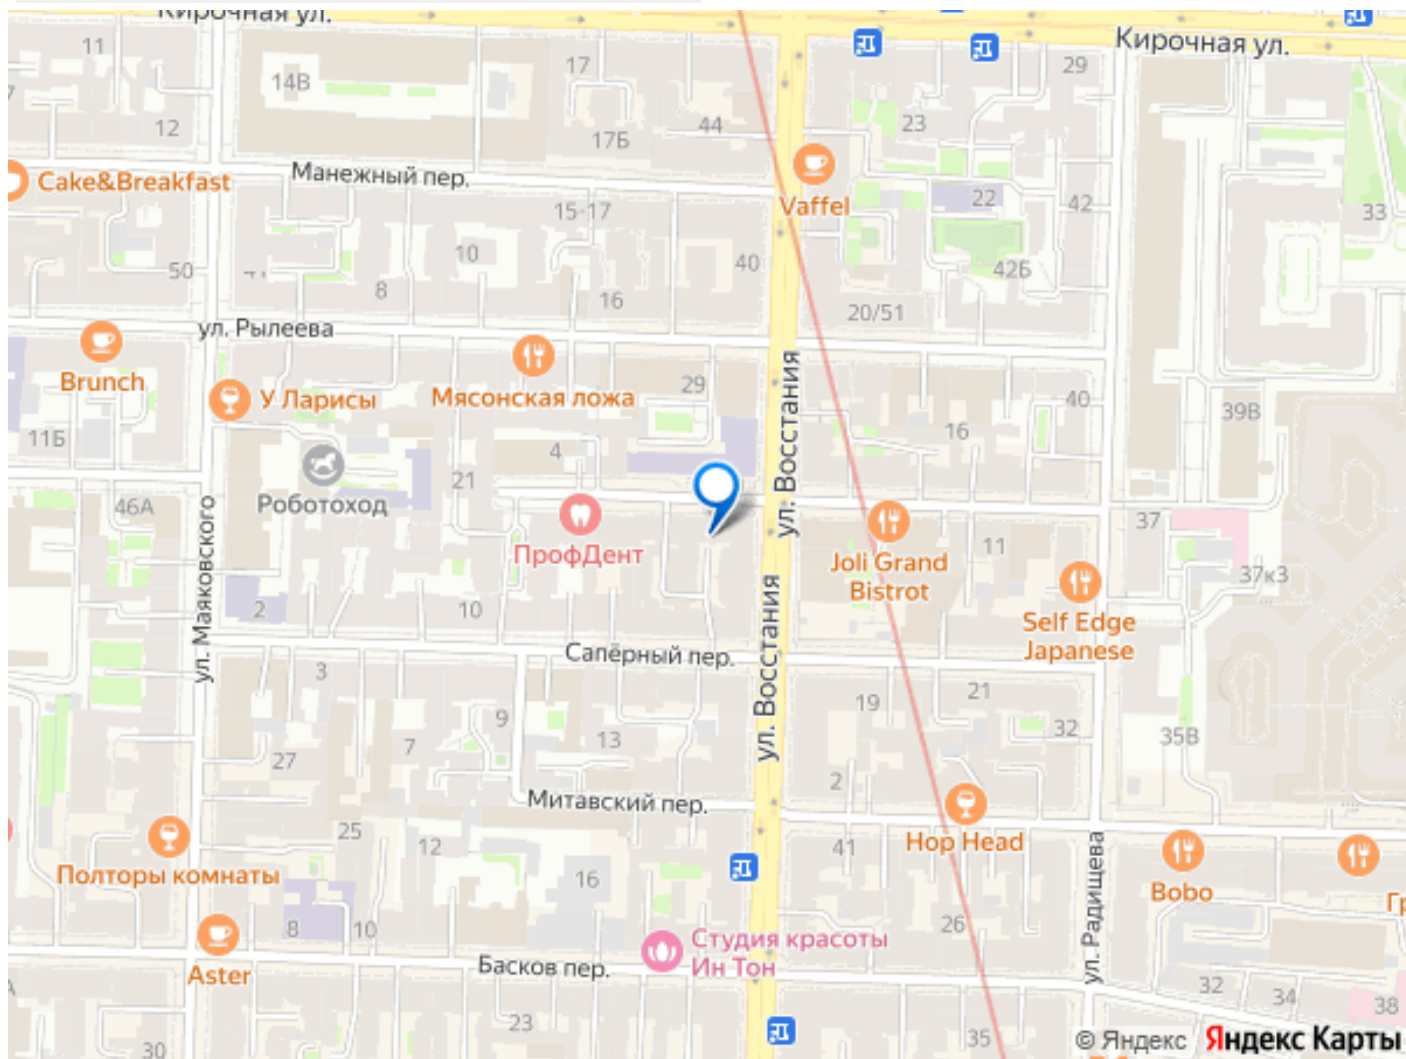 Кирочная ул.
Кирочная ул.
11
14В
17
29
12
17Б
44
23
Манежный пер.
Cake&Breakfast
Vaffel
22
42
33
15-17
50
10
40
42Б
8
16
20/51
ул. Рылеева
Brunch
Мясонская ложа
29
У Ларисы
40
39В
11Б
4
16
ул. Восстания
21
Роботоход
46А
ул. Маяковского
ПрофДент
Joli Grand
Bistrot
11
37
37к3
2
10
Self Edge
Japanese
Сапёрный пер.
ул. Восстания
3
9
13
7
27
19
21
32
35В
2
Митавский пер.
25
12
41
Hop Head
Полторы комнаты
16
Bobo
Гр
ул. Радищева
8
10
26
Студия красоты
Ин Тон
Aster
Басков пер.
32
34
38
23
30
35
© Яндекс Яндекс Карты